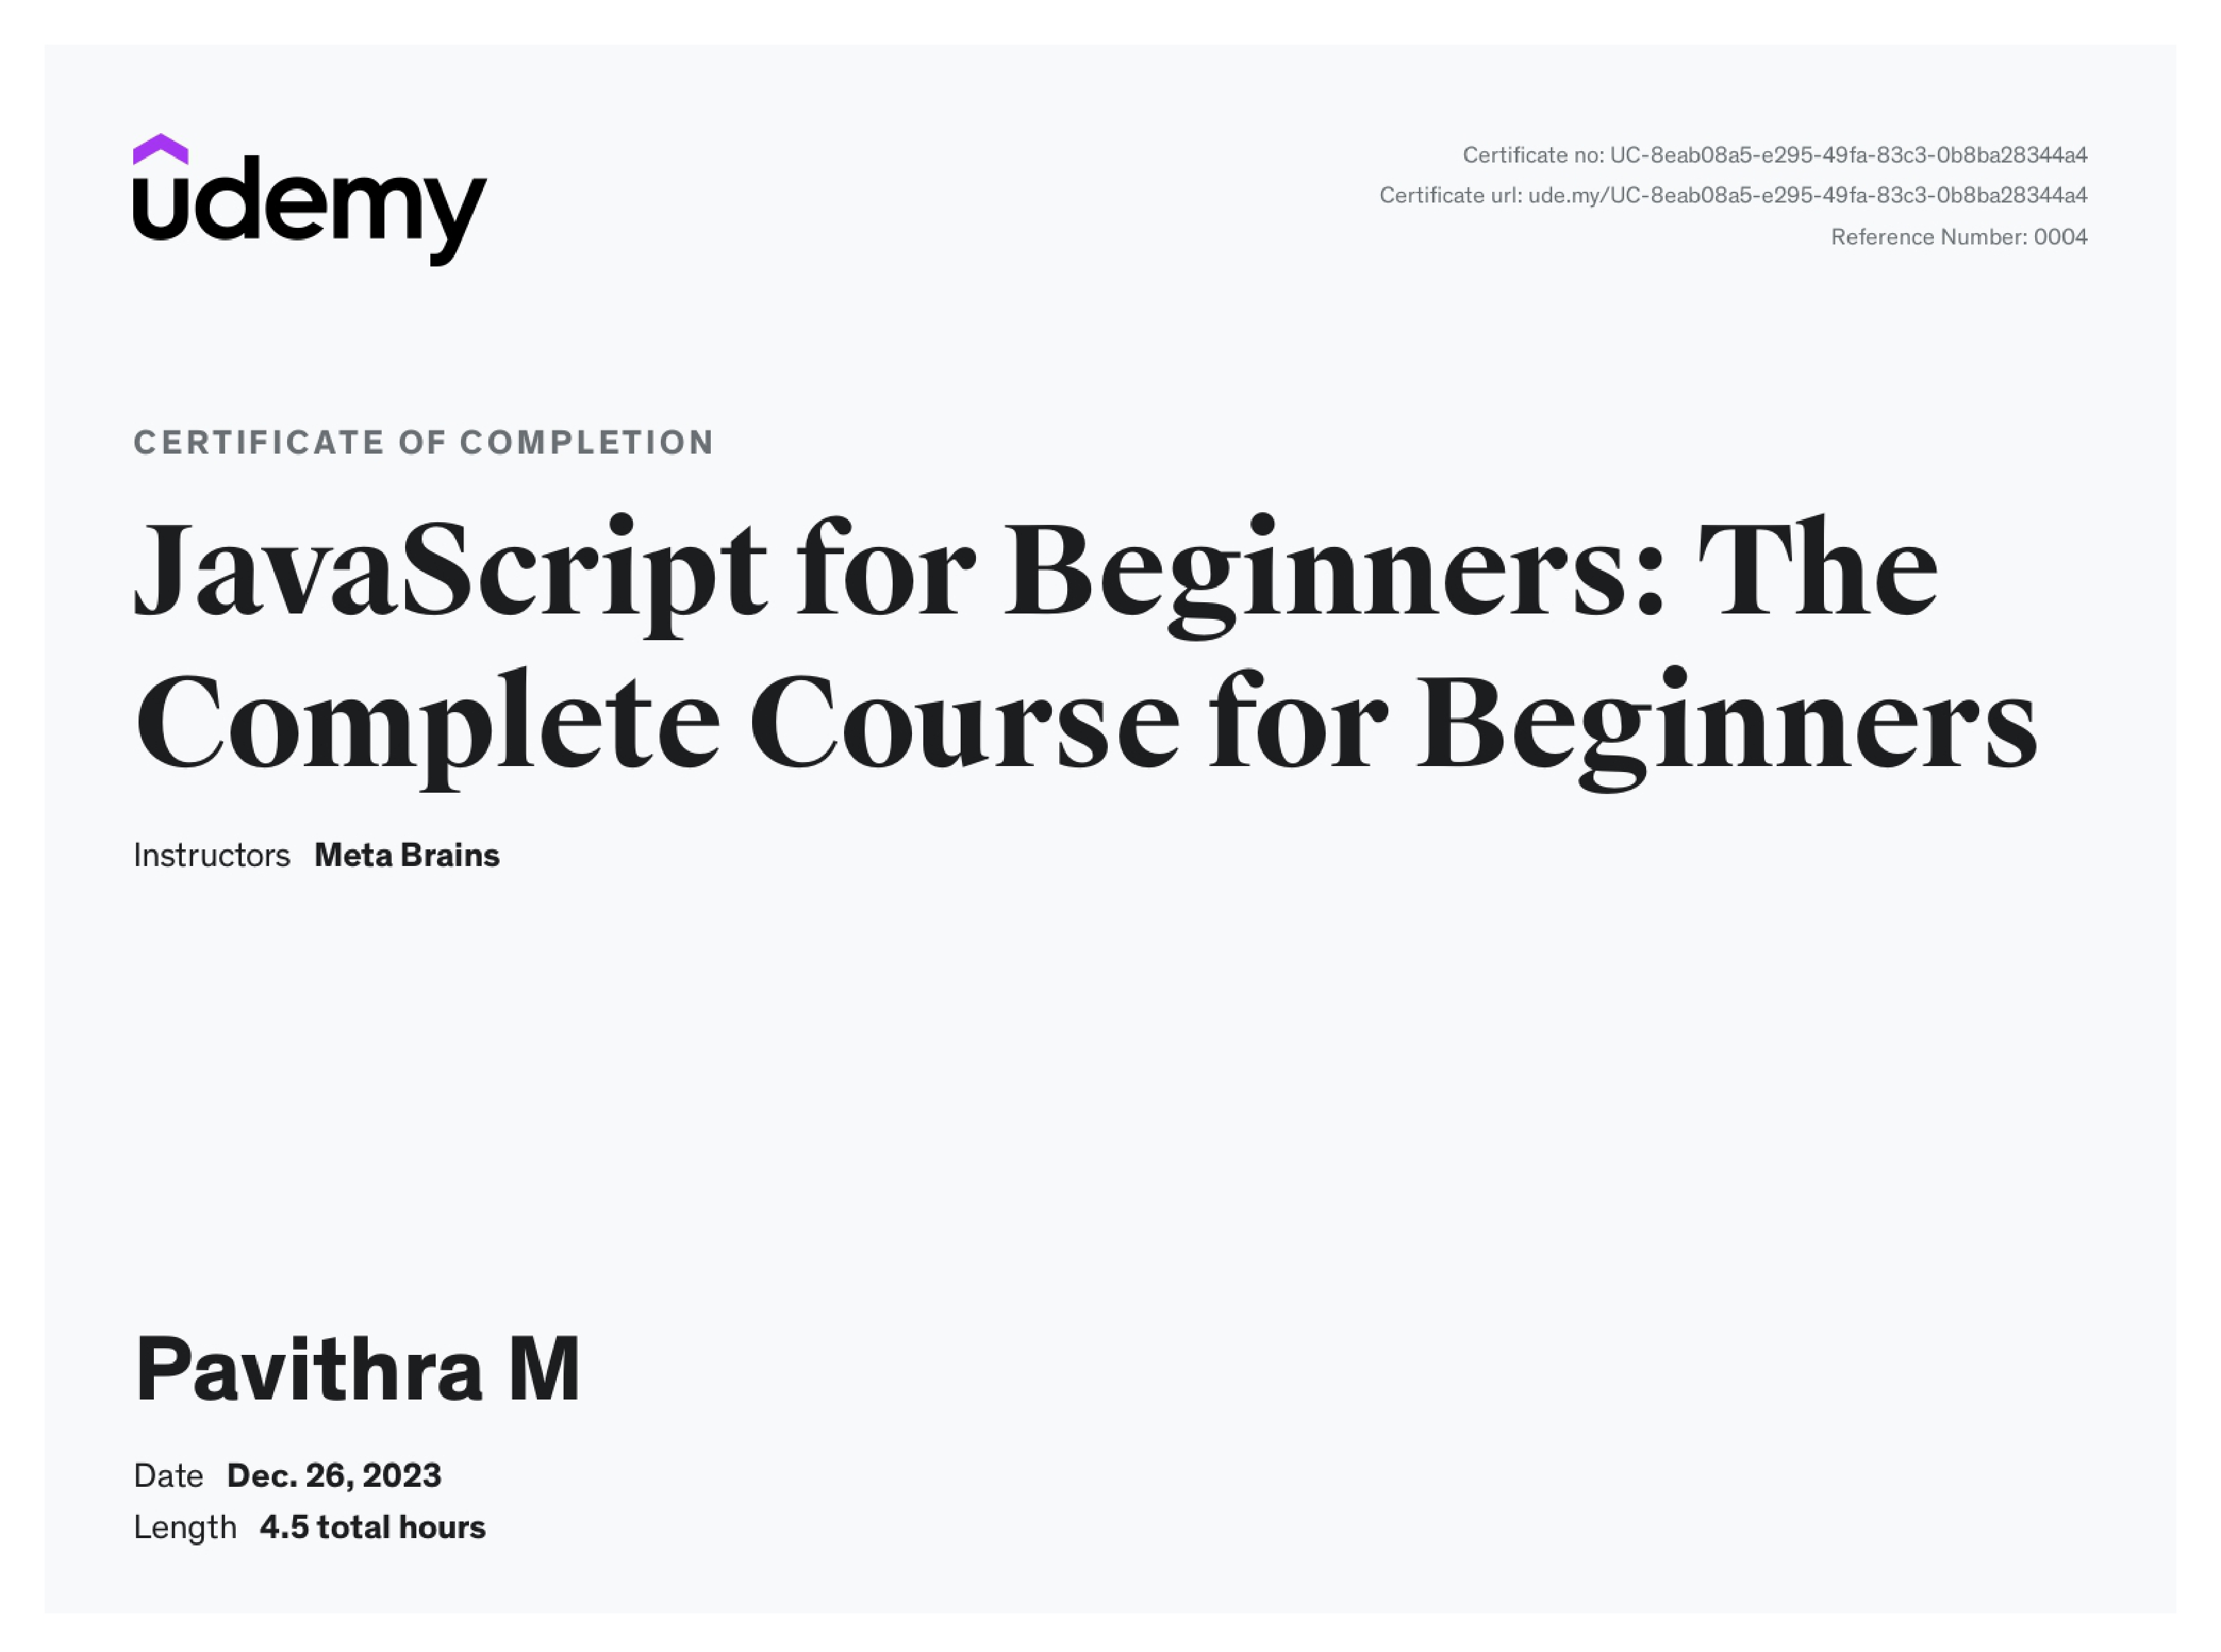 udemy
Certificate no: UC-8eab08a5-e295-49fa-83c3-0b8ba28344a4
Certificate url: ude.my/UC-8eab08a5-e295-49fa-83c3-0b8ba28344a4
Reference Number: 0004
CERTIFICATE OF COMPLETION
JavaScript for Beginners: The
Complete Course for Beginners
Instructors Meta Brains
Pavithra M
Date Dec. 26, 2023
Length 4.5 total hours